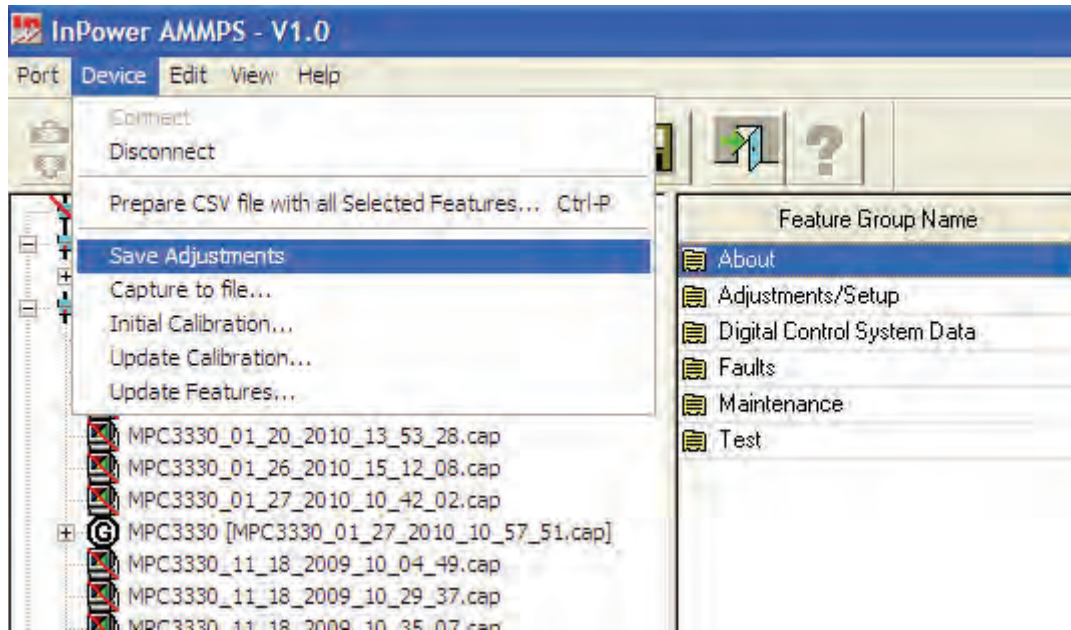 InPower AMMPS - V1.0
Port Device Edit View Help
Connect
Disconnect
Prepare CSV file with all Selected Features... Ctrl-P
Save Adjustments
Capture to file...
Initial Calibration...
Update Calibration...
Update Features...
MPC3330_01_20_2010_13_53_28.cap
MPC3330_01_26_2010_15_12_08.cap
MPC3330_01_27_2010_10_42_02.cap
G MPC3330 [MPC3330_01_27_2010_10_57_51.cap]
MPC3330_11_18_2009_10_04_49.cap
MPC3330_11_18_2009_10_29_37.cap
MPC3330_11_18_2009_10_35_07.cap
?
Feature Group Name
About
Adjustments/Setup
Digital Control System Data
Faults
Maintenance
Test